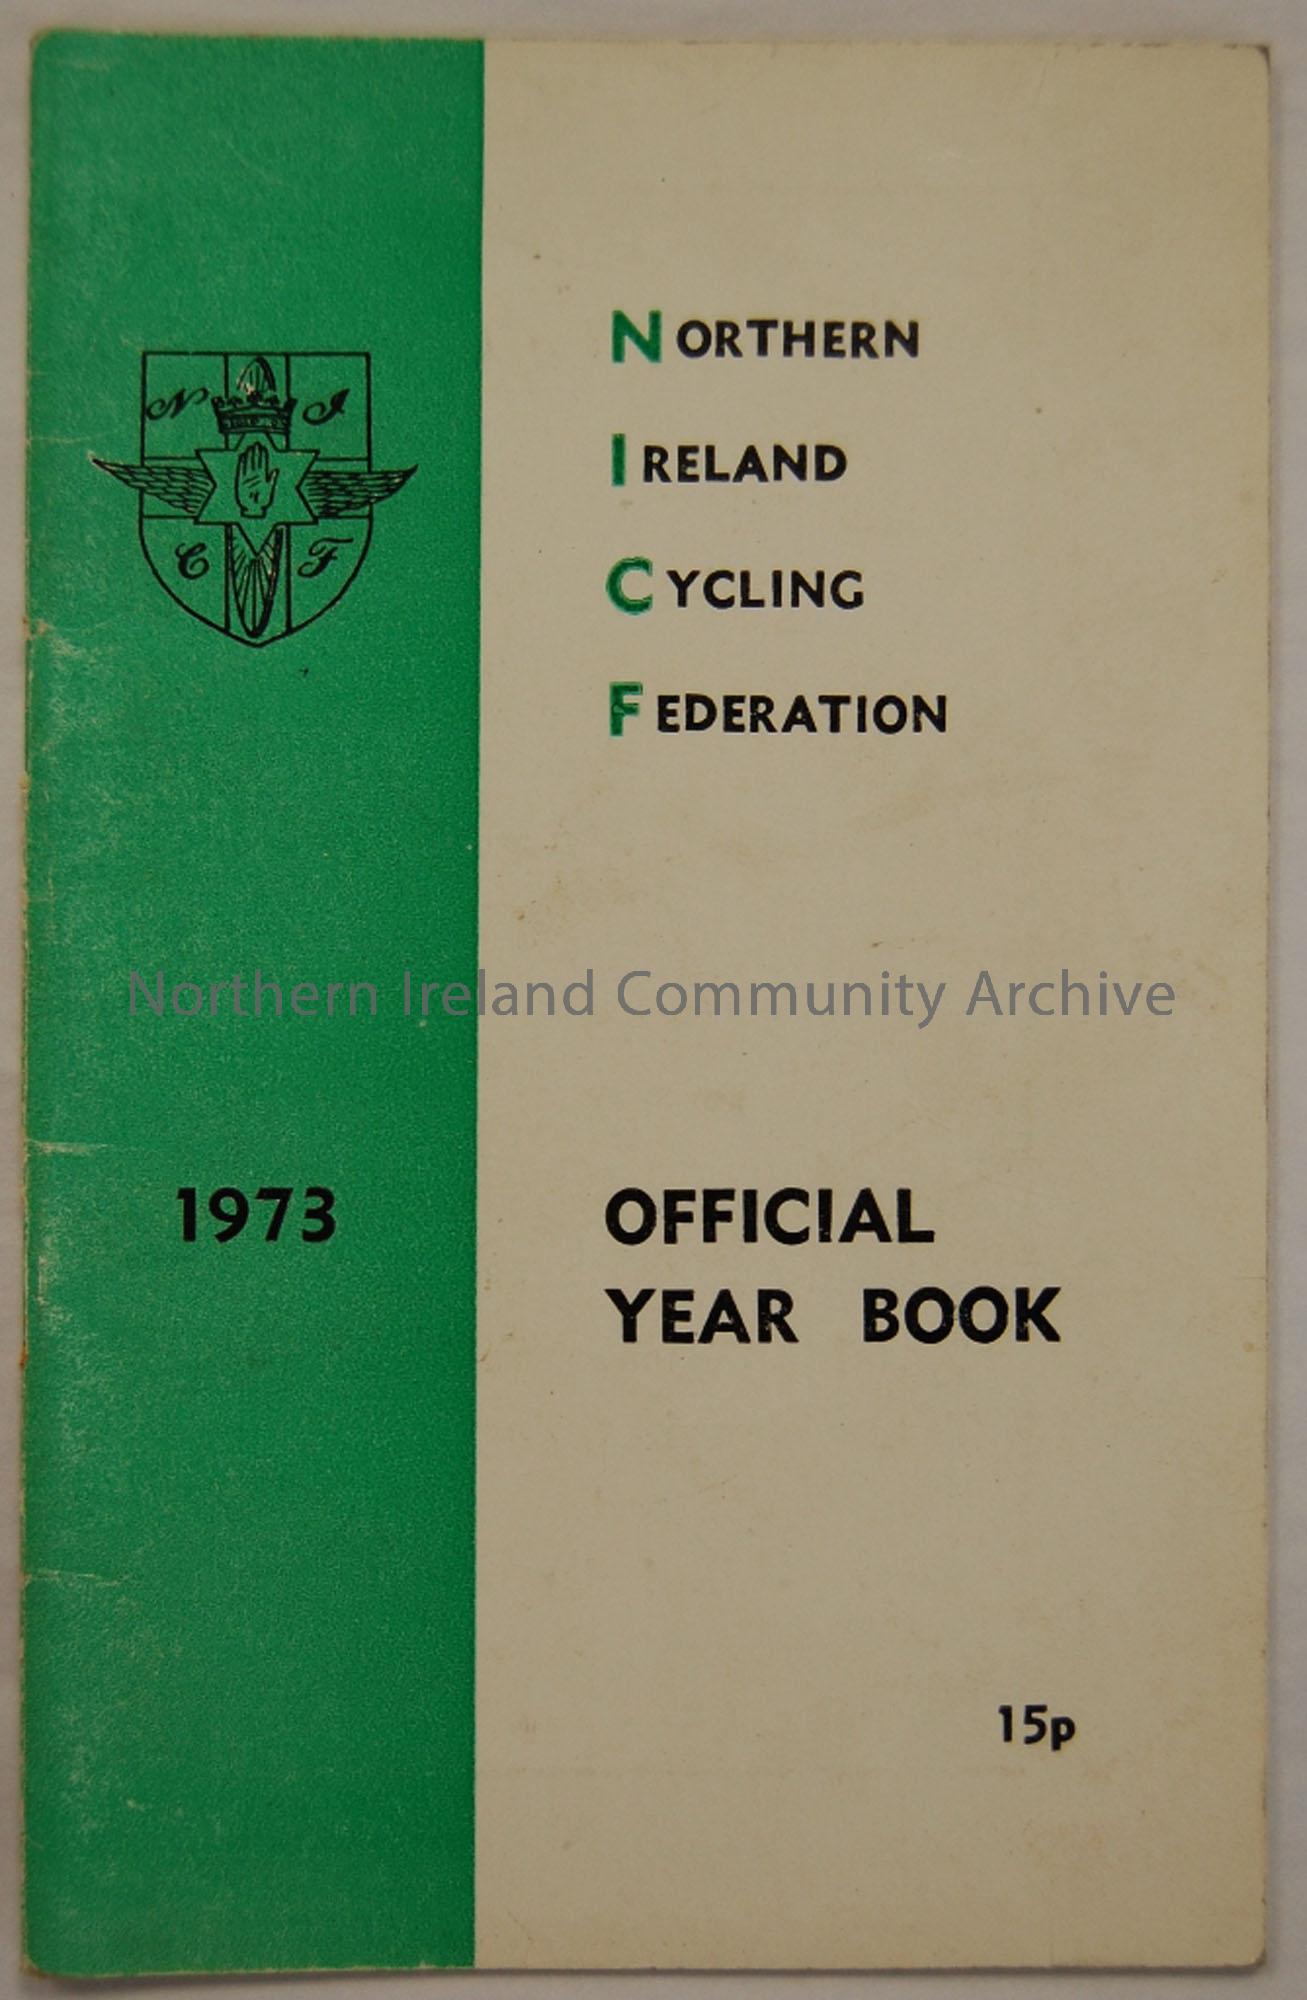 N I
C F
NORTHERN
IRELAND
CYCLING
FEDERATION
Northern Ireland Community Archive
1973
OFFICIAL
YEAR BOOK
15p